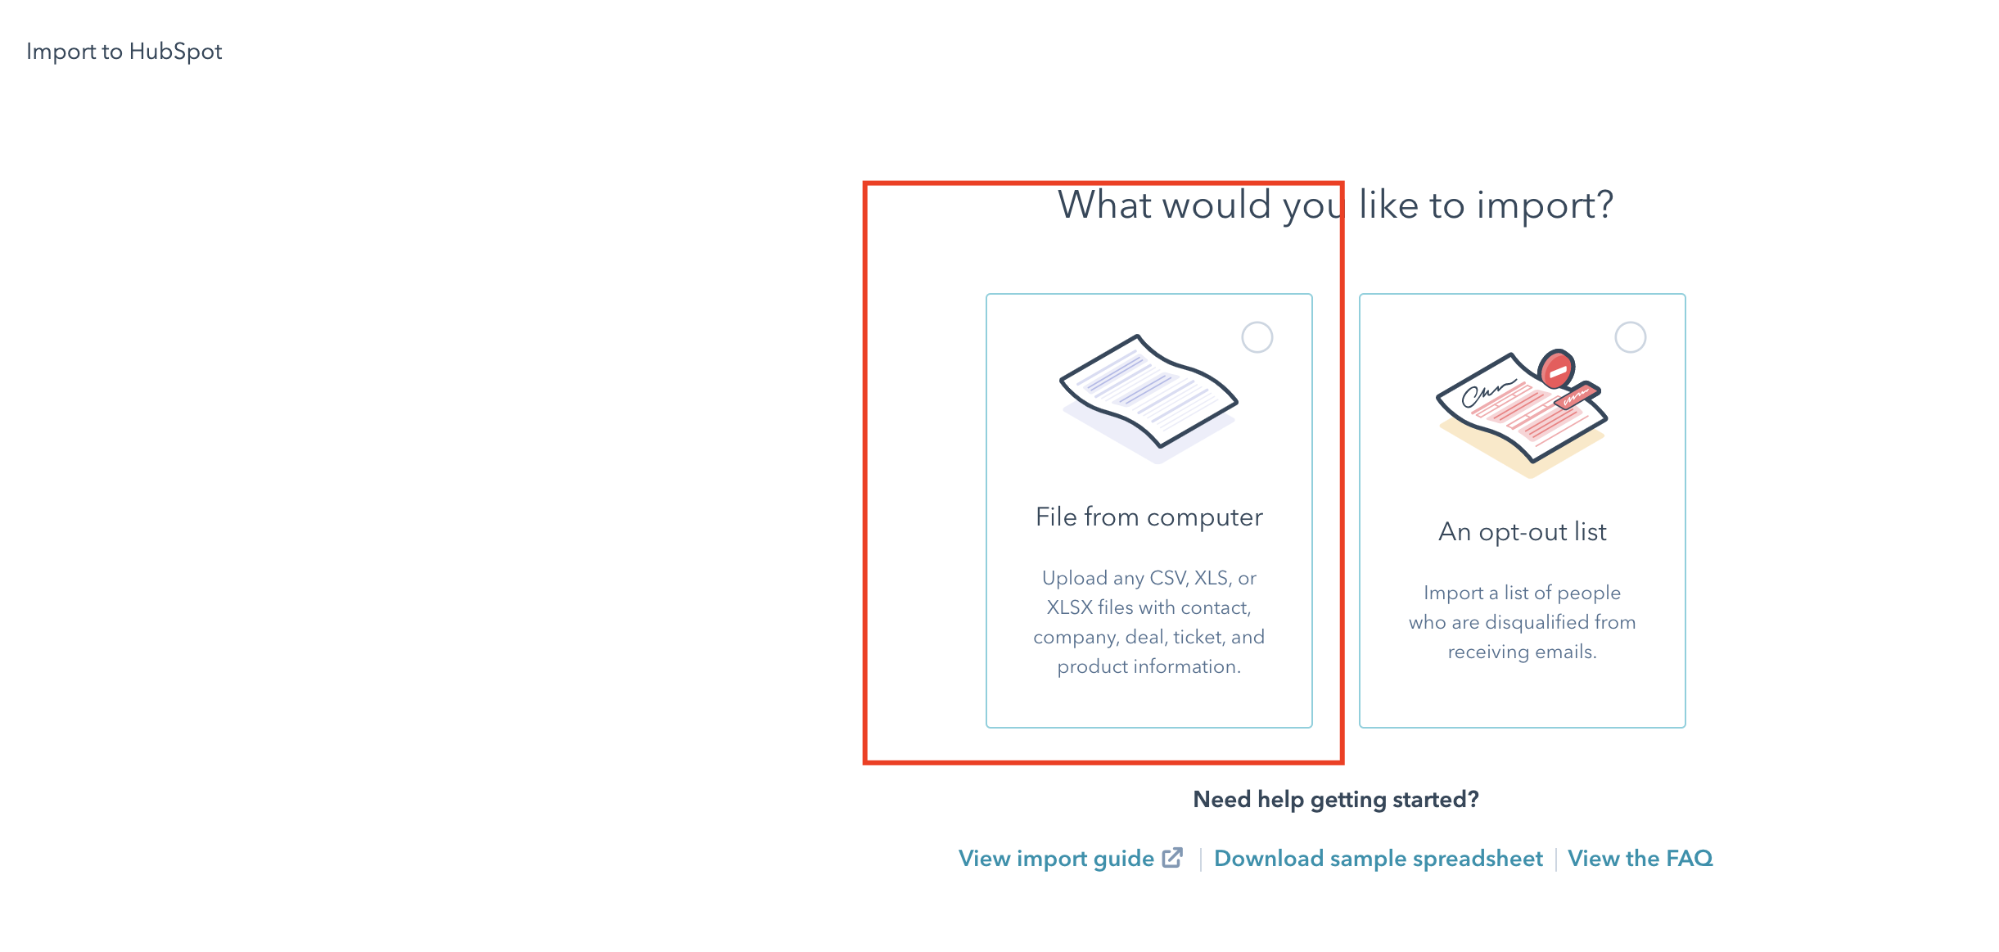 Import to HubSpot
What would you like to import?
File from computer
Upload any CSV, XLS, or
XLSX files with contact,
company, deal, ticket, and
product information.
An opt-out list
Import a list of people
who are disqualified from
receiving emails.
Need help getting started?
View import guide | Download sample spreadsheet | View the FAQ